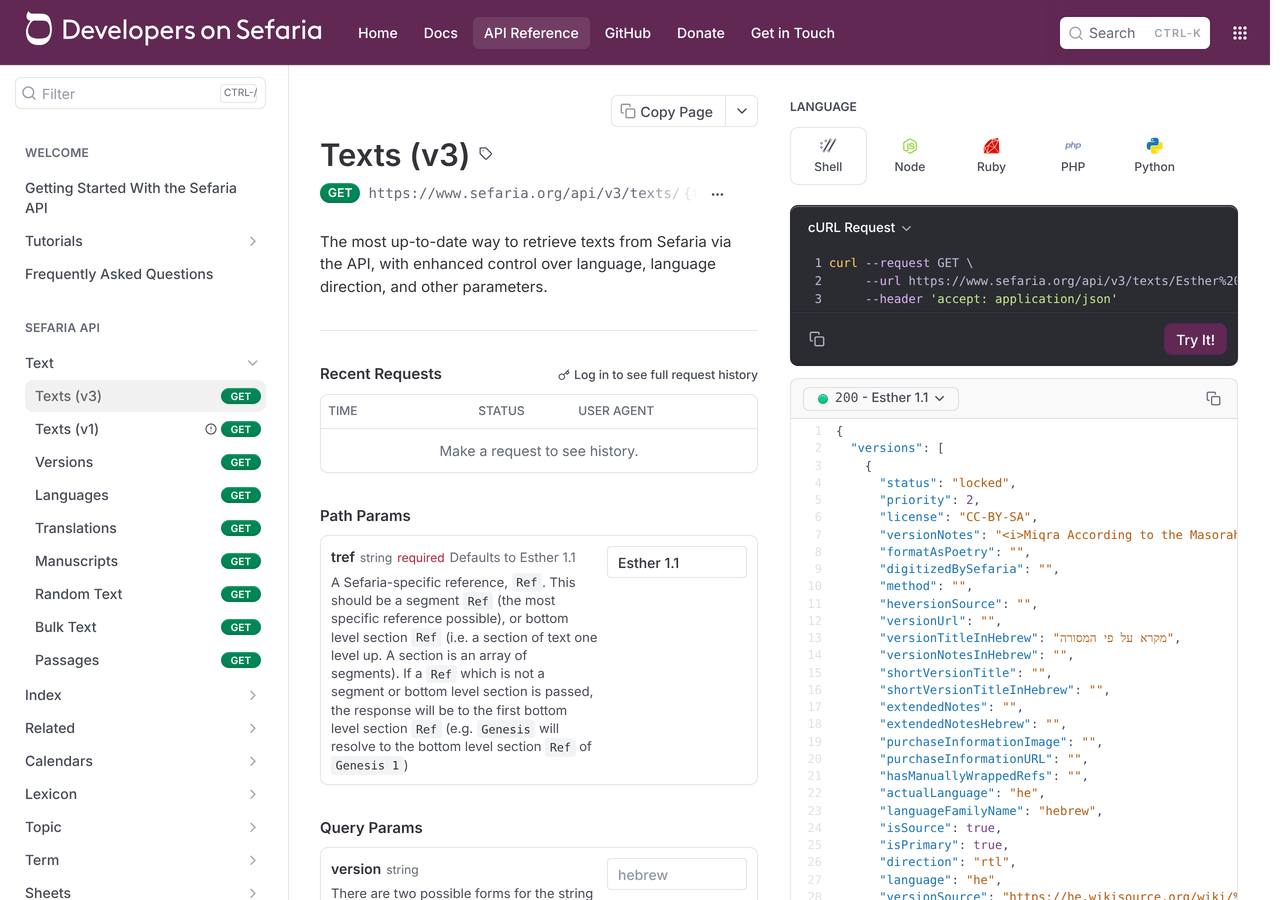 Developers on Sefaria
Home
Docs
API Reference
GitHub
Donate
Get in Touch
Search
CTRL-K
Filter
CTRL-/
WELCOME
Getting Started With the Sefaria
API
Tutorials
Frequently Asked Questions
SEFARIA API
Text
Texts (v3) GET
Texts (v1) GET
Versions GET
Languages GET
Translations GET
Manuscripts GET
Random Text GET
Bulk Text GET
Passages GET
Index
Related
Calendars
Lexicon
Topic
Term
Sheets
Copy Page
Texts (v3)
GET https://www.sefaria.org/api/v3/texts/
The most up-to-date way to retrieve texts from Sefaria via
the API, with enhanced control over language, language
direction, and other parameters.
Recent Requests
Log in to see full request history
TIME STATUS USER AGENT
Make a request to see history.
Path Params
tref string required Defaults to Esther 1.1
Esther 1.1
A Sefaria-specific reference, Ref . This
should be a segment Ref (the most
specific reference possible), or bottom
level section Ref (i.e. a section of text one
level up. A section is an array of
segments). If a Ref which is not a
segment or bottom level section is passed,
the response will be to the first bottom
level section Ref (e.g. Genesis will
resolve to the bottom level section Ref of
Genesis 1 )
Query Params
version string
hebrew
There are two possible forms for the string
LANGUAGE
Shell
Node
Ruby
php
PHP
Python
cURL Request
1 curl --request GET \
2 --url https://www.sefaria.org/api/v3/texts/Esther%20
3 --header 'accept: application/json'
Try It!
200 - Esther 1.1
1 {
2 "versions": [
3 {
4 "status": "locked",
5 "priority": 2,
6 "license": "CC-BY-SA",
7 "versionNotes": "<i>Miqra According to the Masorah
8 "formatAsPoetry": "",
9 "digitizedBySefaria": "",
10 "method": "",
11 "heversionSource": "",
12 "versionUrl": "",
13 "versionTitleInHebrew": "מקרא על פי המסורה",
14 "versionNotesInHebrew": "",
15 "shortVersionTitle": "",
16 "shortVersionTitleInHebrew": "",
17 "extendedNotes": "",
18 "extendedNotesHebrew": "",
19 "purchaseInformationImage": "",
20 "purchaseInformationURL": "",
21 "hasManuallyWrappedRefs": "",
22 "actualLanguage": "he",
23 "languageFamilyName": "hebrew",
24 "isSource": true,
25 "isPrimary": true,
26 "direction": "rtl",
27 "language": "he",
28 "versionSource": "https://he.wikisource.org/wiki/%